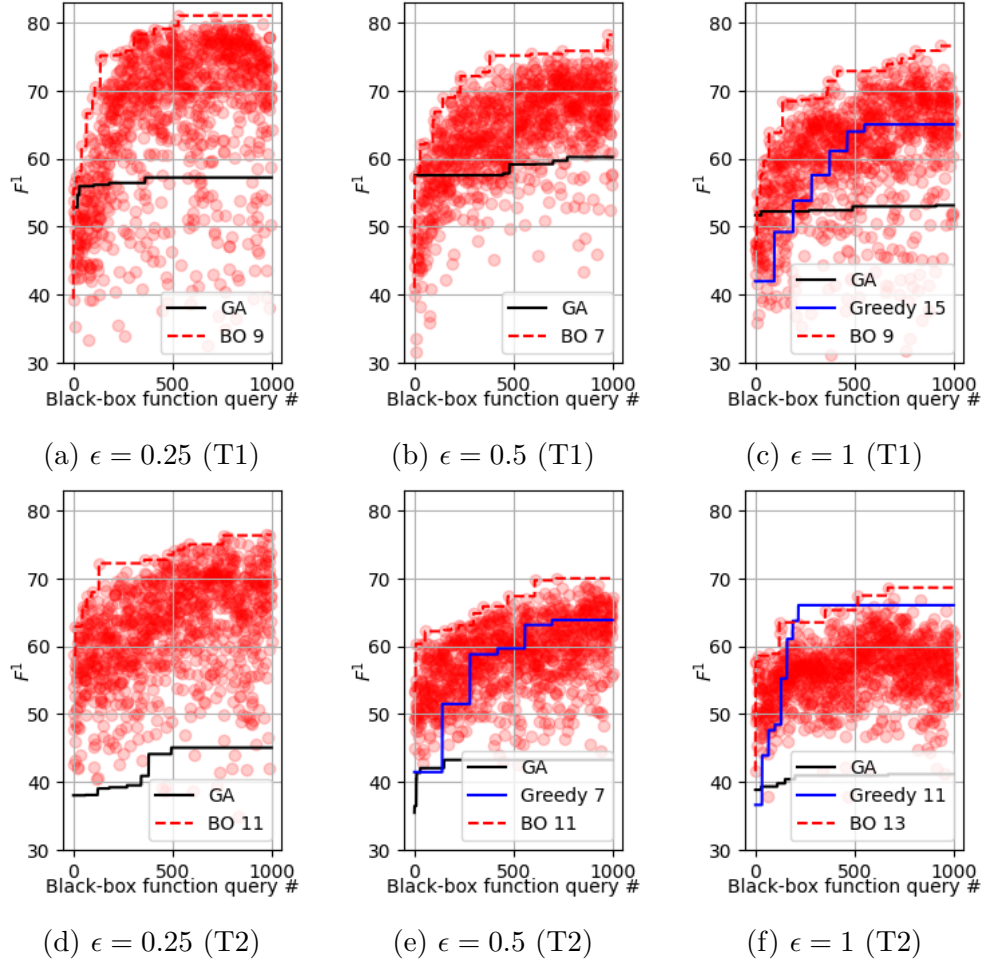 80
70
60
50
40
30
F¹
0
500
1000
Black-box function query #
GA
BO 9
(a) ϵ = 0.25 (T1)
80
70
60
50
40
30
F¹
0
500
1000
Black-box function query #
GA
BO 7
(b) ϵ = 0.5 (T1)
80
70
60
50
40
30
F¹
0
500
1000
Black-box function query #
GA
Greedy 15
BO 9
(c) ϵ = 1 (T1)
80
70
60
50
40
30
F¹
0
500
1000
Black-box function query #
GA
BO 11
(d) ϵ = 0.25 (T2)
80
70
60
50
40
30
F¹
0
500
1000
Black-box function query #
GA
Greedy 7
BO 11
(e) ϵ = 0.5 (T2)
80
70
60
50
40
30
F¹
0
500
1000
Black-box function query #
GA
Greedy 11
BO 13
(f) ϵ = 1 (T2)